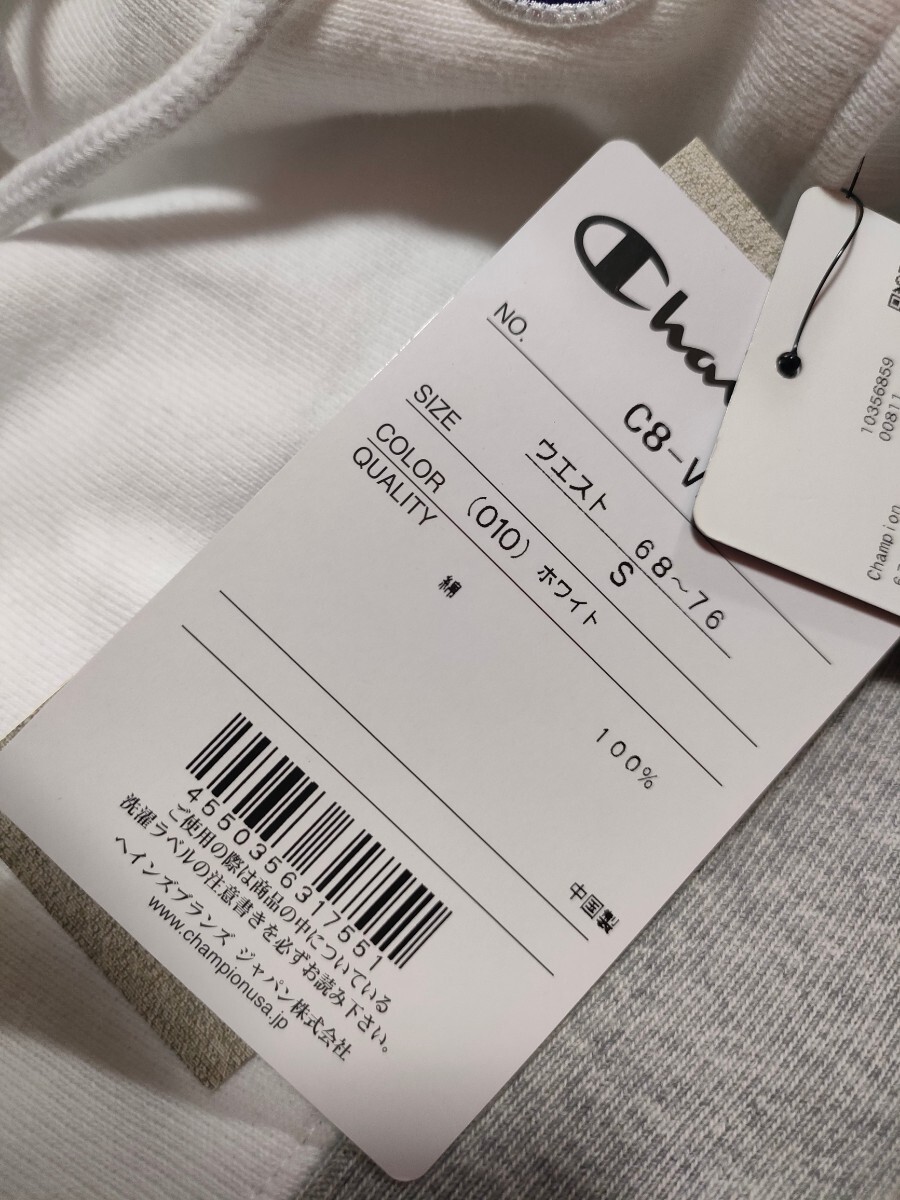 Cha
NO. C8-V
SIZE ウエスト 68～76
S
COLOR (010) ホワイト
QUALITY
綿 100%
中国製
4550356317551
ご使用の際は商品の中についている
洗濯ラベルの注意書きを必ずお読み下さい。
ヘインズブランズ ジャパン株式会社
www.championusa.jp
10356859
00811
Champion